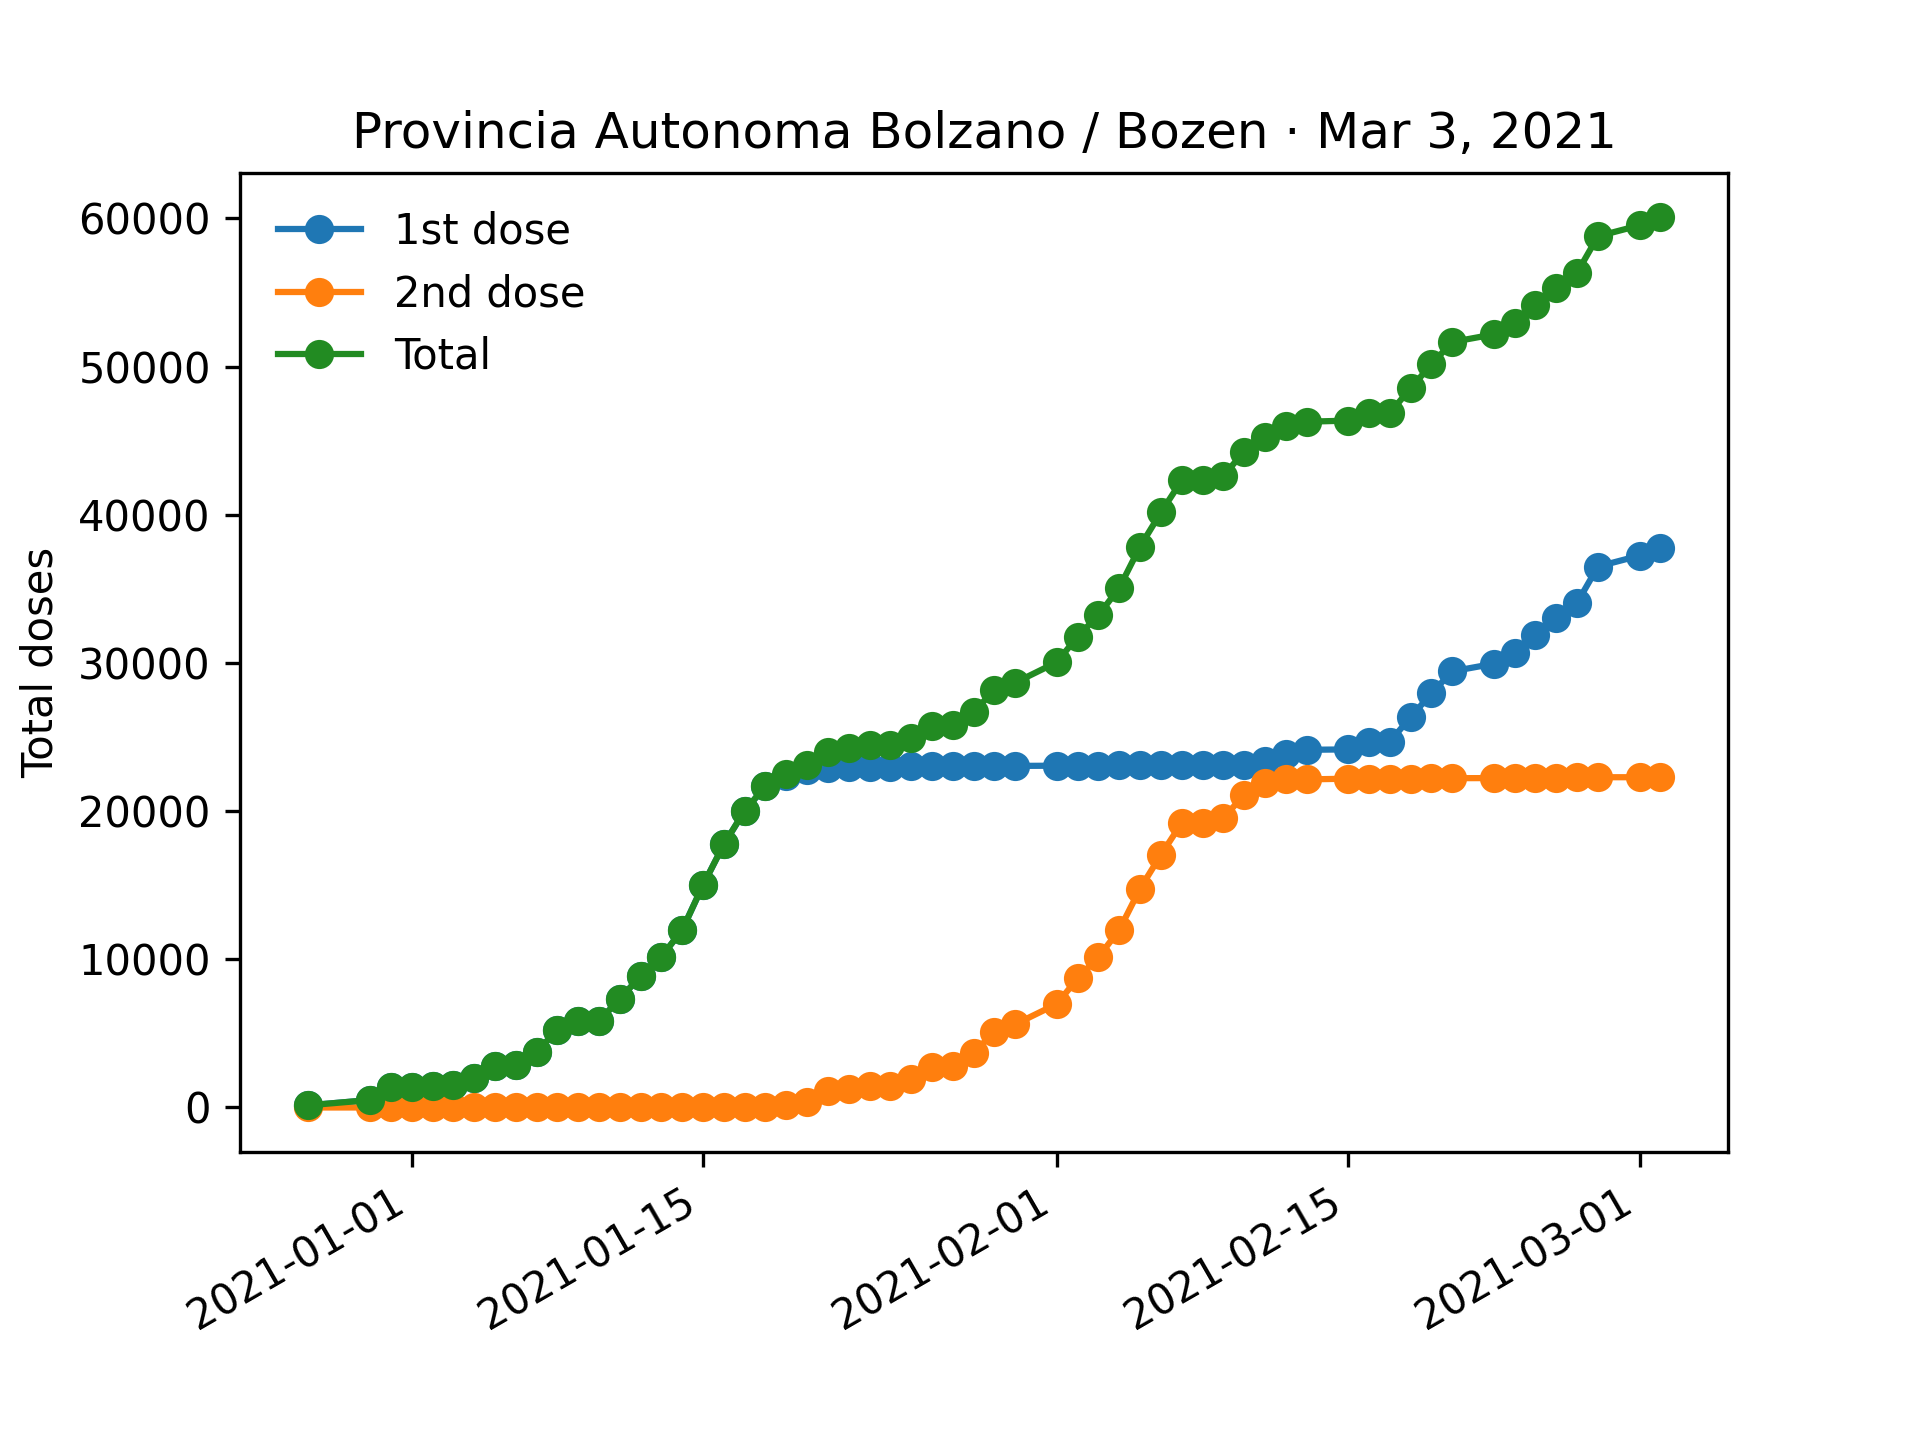 Provincia Autonoma Bolzano / Bozen · Mar 3, 2021
60000
50000
40000
30000
20000
10000
0
Total doses
1st dose
2nd dose
Total
2021-01-01
2021-01-15
2021-02-01
2021-02-15
2021-03-01